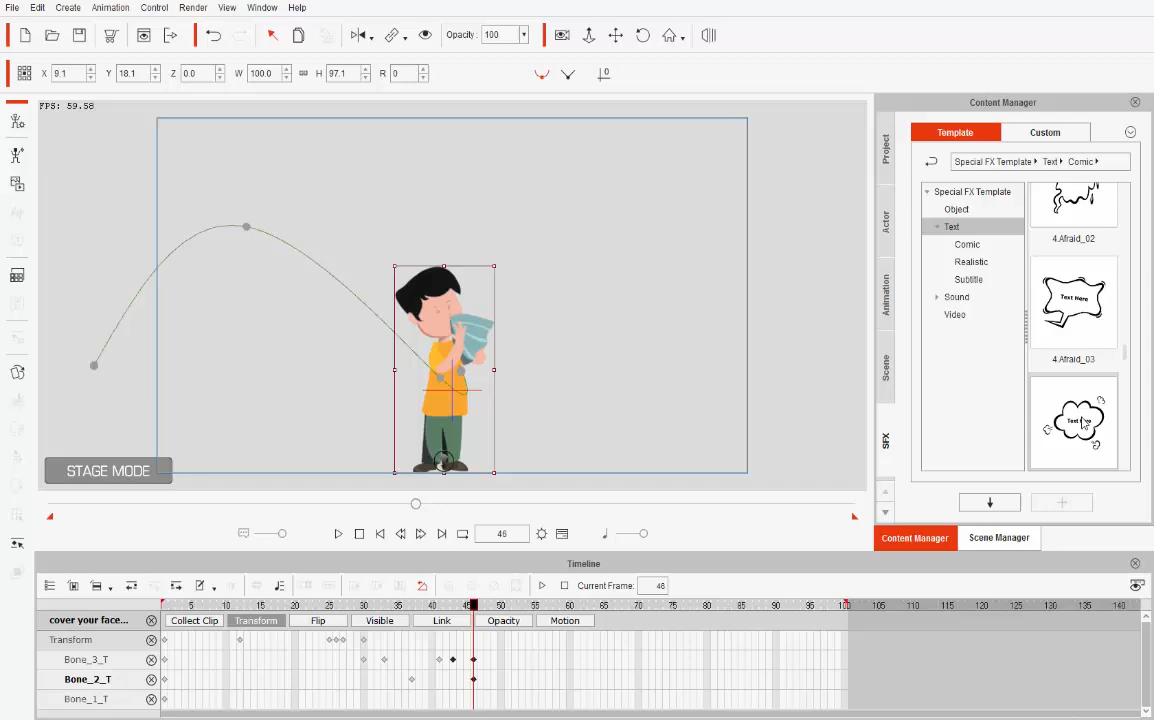 File Edit Create Animation Control Render View Window Help
Opacity : 100
X 9.1 Y 18.1 Z 0.0 W 100.0 H 97.1 R 0
FPS: 59.58
STAGE MODE
Content Manager
Template Custom
Special FX Template Text Comic
Special FX Template
Object
Text
Comic
Realistic
Subtitle
Sound
Video
4.Afraid_02
Text Here
4.Afraid_03
Project
Actor
Animation
Scene
SFX
Content Manager Scene Manager
46
Timeline
Current Frame: 46
5 10 15 20 25 30 35 40 45 50 55 60 65 70 75 80 85 90 95 100 105 110 115 120 125 130 135 140
cover your face... Collect Clip Transform Flip Visible Link Opacity Motion
Transform
Bone_3_T
Bone_2_T
Bone_1_T